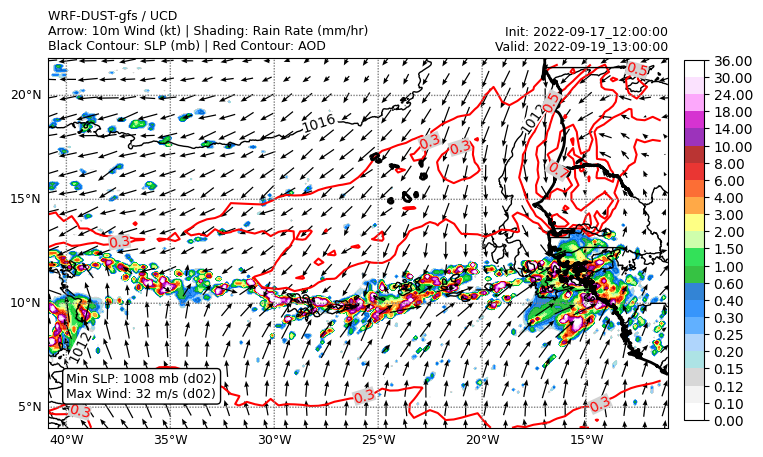 WRF-DUST-gfs / UCD
Arrow: 10m Wind (kt) | Shading: Rain Rate (mm/hr)
Black Contour: SLP (mb) | Red Contour: AOD
Init: 2022-09-17_12:00:00
Valid: 2022-09-19_13:00:00
36.00
30.00
24.00
18.00
14.00
10.00
8.00
6.00
4.00
3.00
2.00
1.50
1.00
0.60
0.40
0.30
0.25
0.20
0.15
0.12
0.10
0.00
20°N
15°N
10°N
5°N
0.5
0.5
1016
1012
0.3
0.3
0.7
0.3
1012
0.3
0.3
0.3
Min SLP: 1008 mb (d02)
Max Wind: 32 m/s (d02)
40°W
35°W
30°W
25°W
20°W
15°W